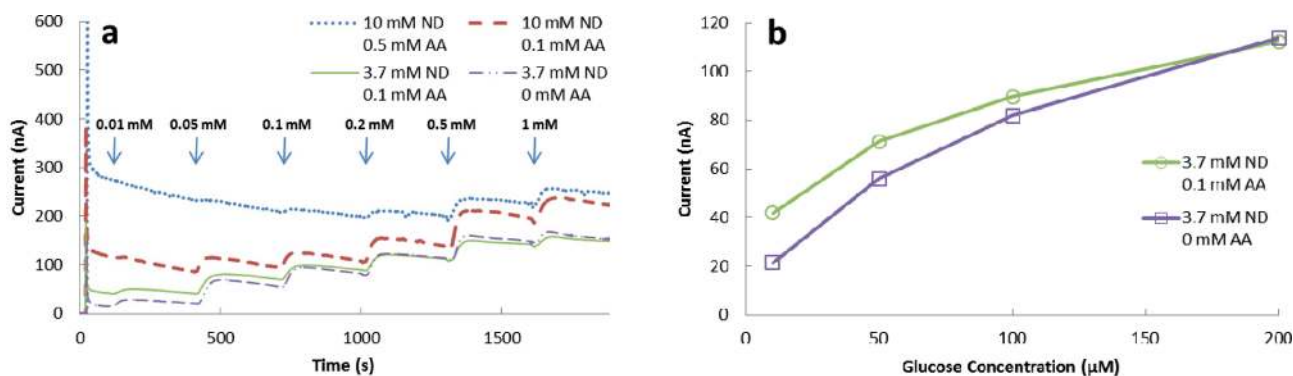 a
10 mM ND
0.5 mM AA
10 mM ND
0.1 mM AA
3.7 mM ND
0.1 mM AA
3.7 mM ND
0 mM AA
0.01 mM
0.05 mM
0.1 mM
0.2 mM
0.5 mM
1 mM
600
500
400
300
200
100
0
Current (nA)
0
500
1000
1500
Time (s)
b
120
100
80
60
40
20
0
Current (nA)
3.7 mM ND
0.1 mM AA
3.7 mM ND
0 mM AA
0
50
100
150
200
Glucose Concentration (μM)